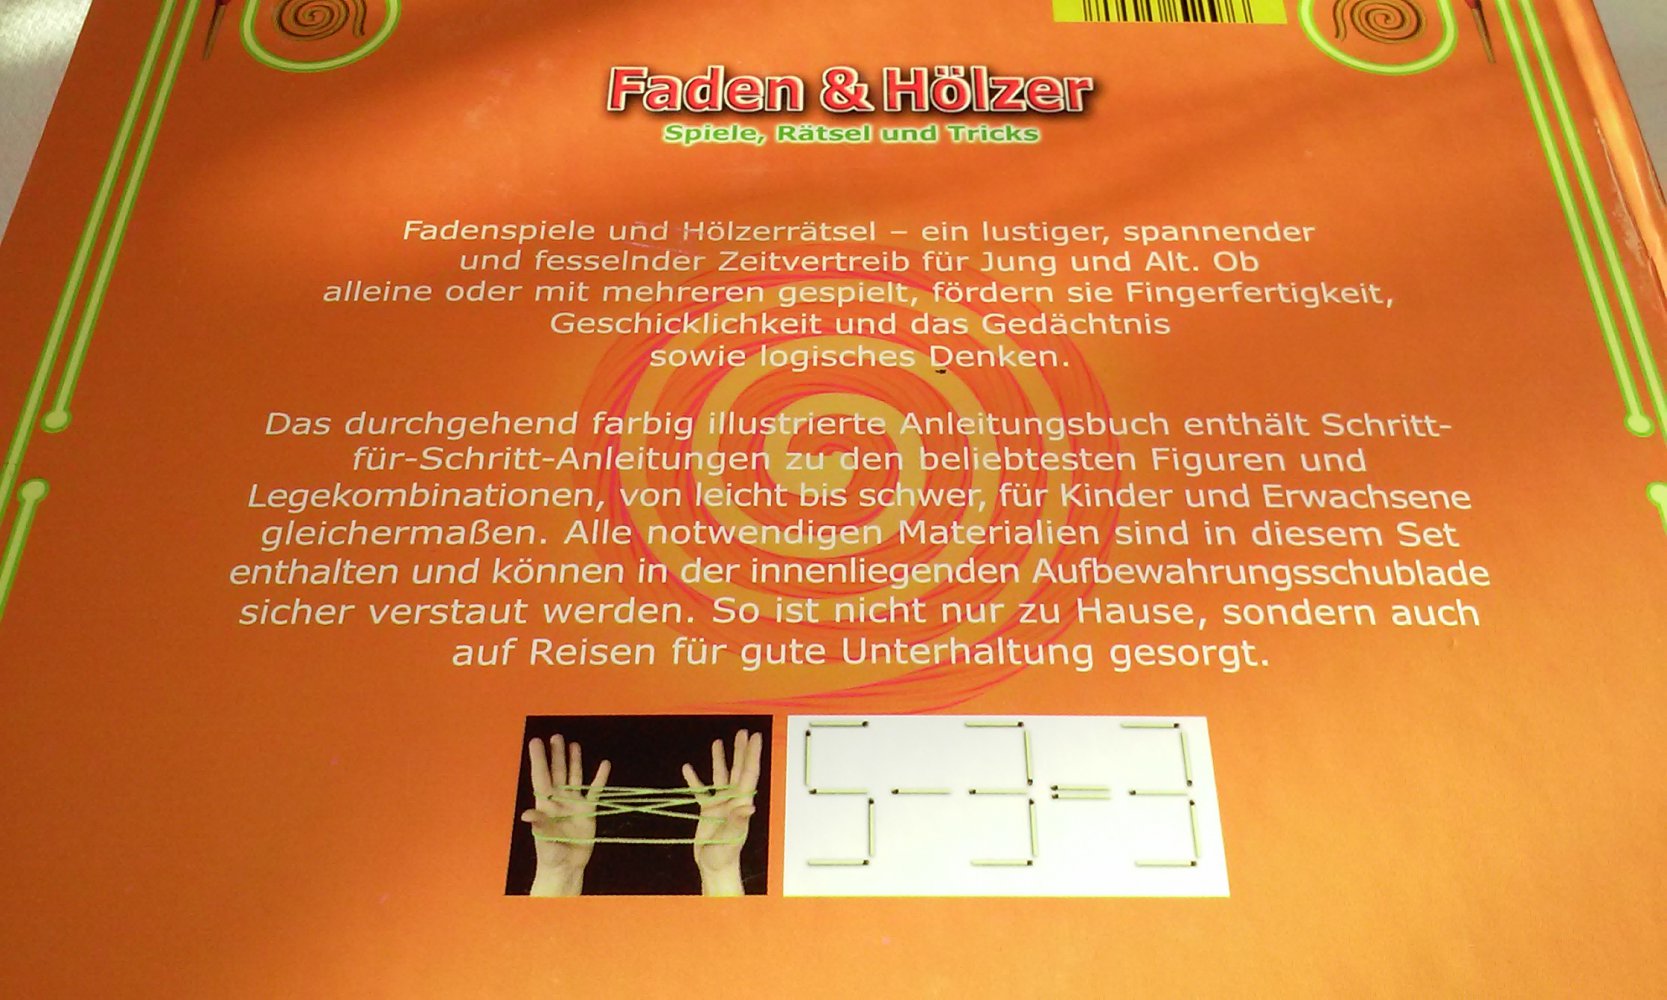 Faden & Hölzer
Spiele, Rätsel und Tricks
Fadenspiele und Hölzerrätsel – ein lustiger, spannender
und fesselnder Zeitvertreib für Jung und Alt. Ob
alleine oder mit mehreren gespielt, fördern sie Fingerfertigkeit,
Geschicklichkeit und das Gedächtnis
sowie logisches Denken.
Das durchgehend farbig illustrierte Anleitungsbuch enthält Schritt-
für-Schritt-Anleitungen zu den beliebtesten Figuren und
Legekombinationen, von leicht bis schwer, für Kinder und Erwachsene
gleichermaßen. Alle notwendigen Materialien sind in diesem Set
enthalten und können in der innenliegenden Aufbewahrungsschublade
sicher verstaut werden. So ist nicht nur zu Hause, sondern auch
auf Reisen für gute Unterhaltung gesorgt.
5 - 3 = 3